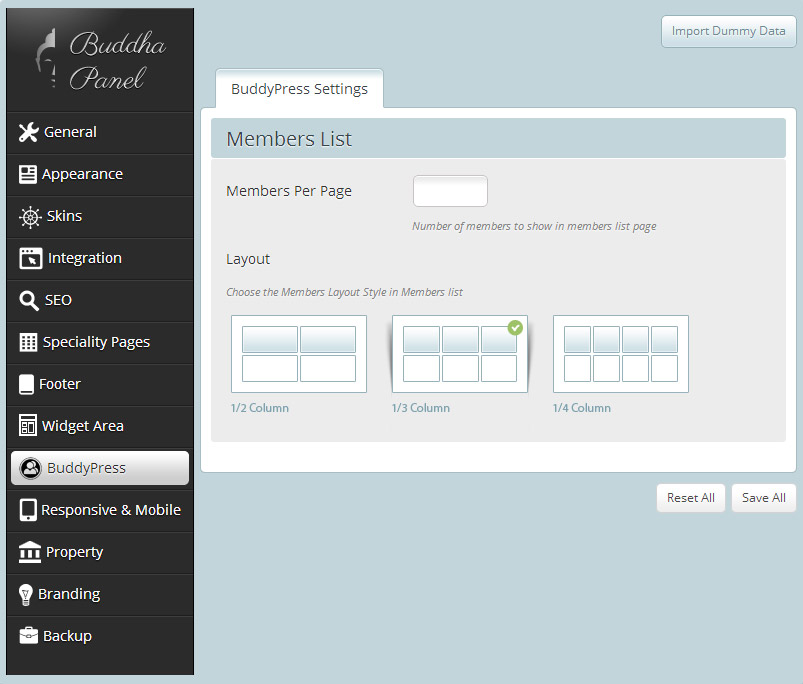 Buddha
Panel
General
Appearance
Skins
Integration
SEO
Speciality Pages
Footer
Widget Area
BuddyPress
Responsive & Mobile
Property
Branding
Backup
Import Dummy Data
BuddyPress Settings
Members List
Members Per Page
Number of members to show in members list page
Layout
Choose the Members Layout Style in Members list
1/2 Column
1/3 Column
1/4 Column
Reset All
Save All